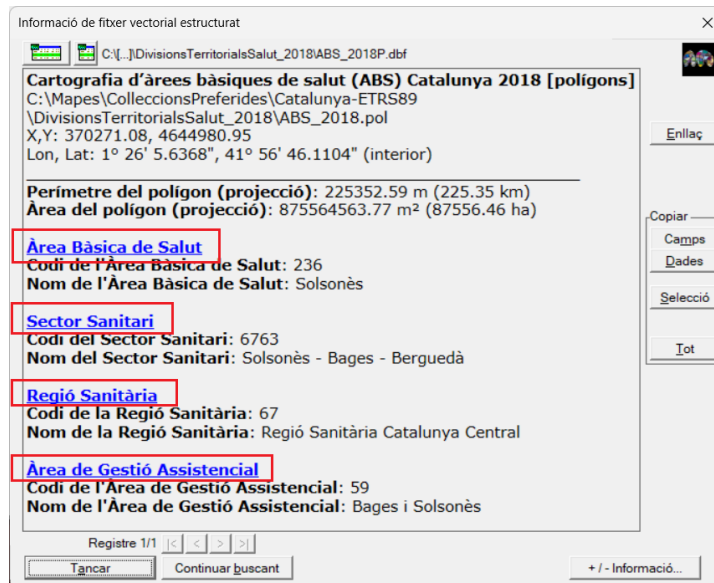 Informació de fitxer vectorial estructurat
C:\[...]\DivisionsTerritorialsSalut_2018\ABS_2018P.dbf
Cartografia d'àrees bàsiques de salut (ABS) Catalunya 2018 [polígons]
C:\Mapes\ColleccionsPreferides\Catalunya-ETRS89
\DivisionsTerritorialsSalut_2018\ABS_2018.pol
X,Y: 370271.08, 4644980.95
Lon, Lat: 1º 26' 5.6368", 41º 56' 46.1104" (interior)
Perímetre del polígon (projecció): 225352.59 m (225.35 km)
Àrea del polígon (projecció): 875564563.77 m² (87556.46 ha)
Àrea Bàsica de Salut
Codi de l'Àrea Bàsica de Salut: 236
Nom de l'Àrea Bàsica de Salut: Solsonès
Sector Sanitari
Codi del Sector Sanitari: 6763
Nom del Sector Sanitari: Solsonès - Bages - Berguedà
Regió Sanitària
Codi de la Regió Sanitària: 67
Nom de la Regió Sanitària: Regió Sanitària Catalunya Central
Àrea de Gestió Assistencial
Codi de l'Àrea de Gestió Assistencial: 59
Nom de l'Àrea de Gestió Assistencial: Bages i Solsonès
Enllaç
Copiar
Camps
Dades
Selecció
Tot
Registre 1/1 |< < > >|
Tancar
Continuar buscant
+ / - Informació...